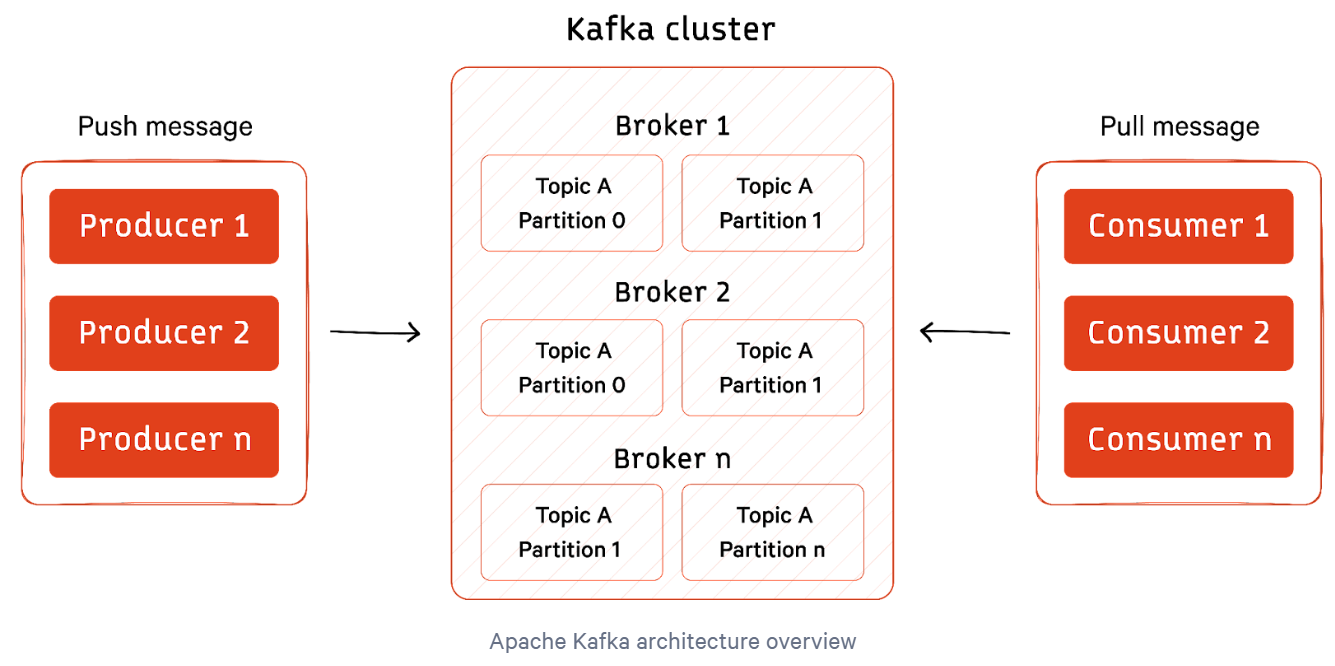 Kafka cluster
Push message
Producer 1
Producer 2
Producer n
Broker 1
Topic A
Partition 0
Topic A
Partition 1
Broker 2
Topic A
Partition 0
Topic A
Partition 1
Broker n
Topic A
Partition 1
Topic A
Partition n
Pull message
Consumer 1
Consumer 2
Consumer n
Apache Kafka architecture overview